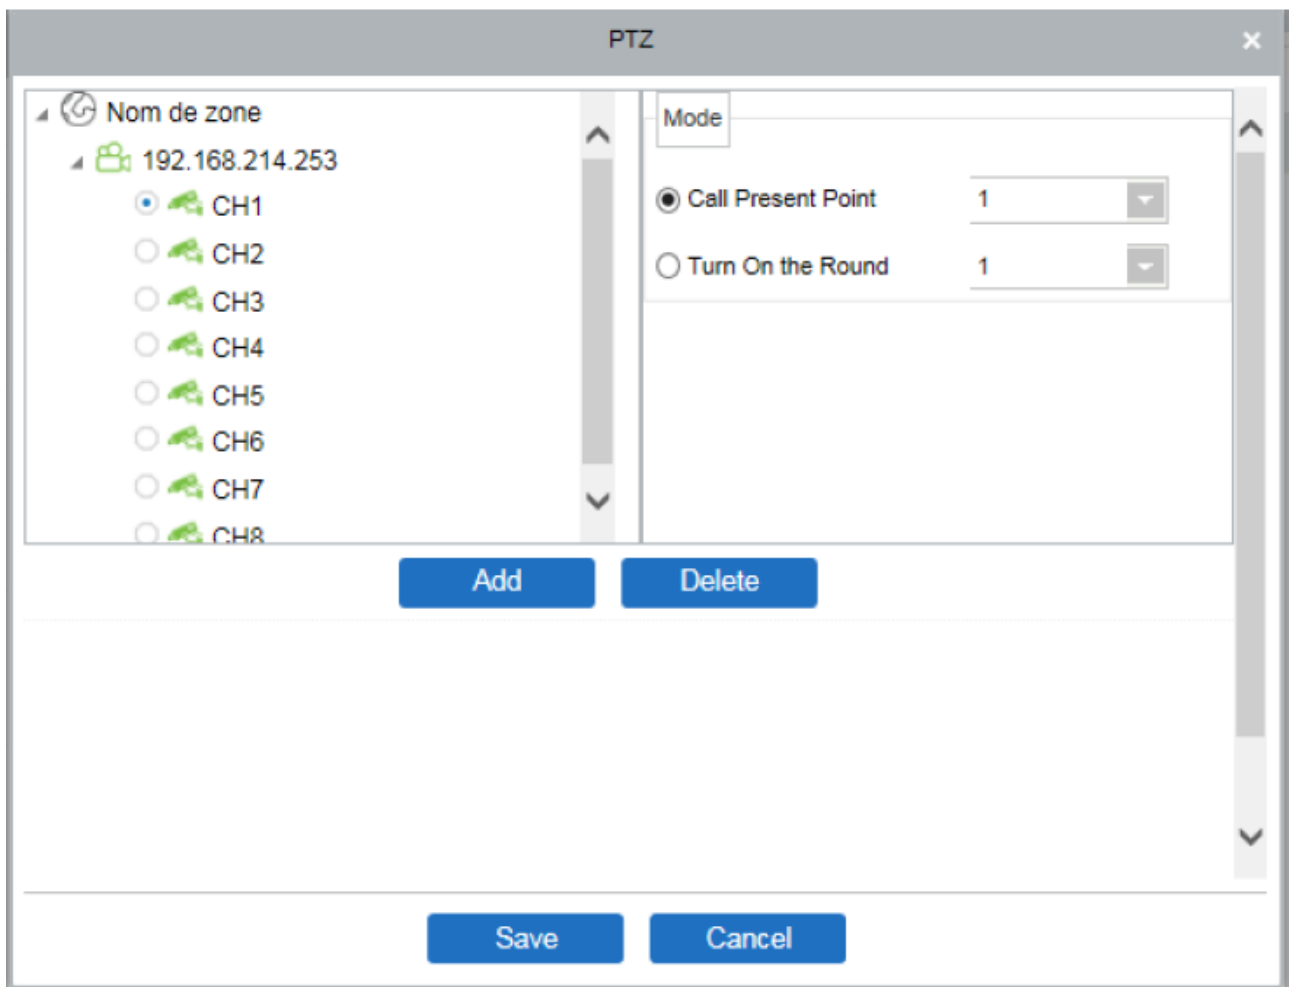 PTZ
Nom de zone
192.168.214.253
CH1
CH2
CH3
CH4
CH5
CH6
CH7
CH8
Mode
Call Present Point 1
Turn On the Round 1
Add Delete
Save Cancel